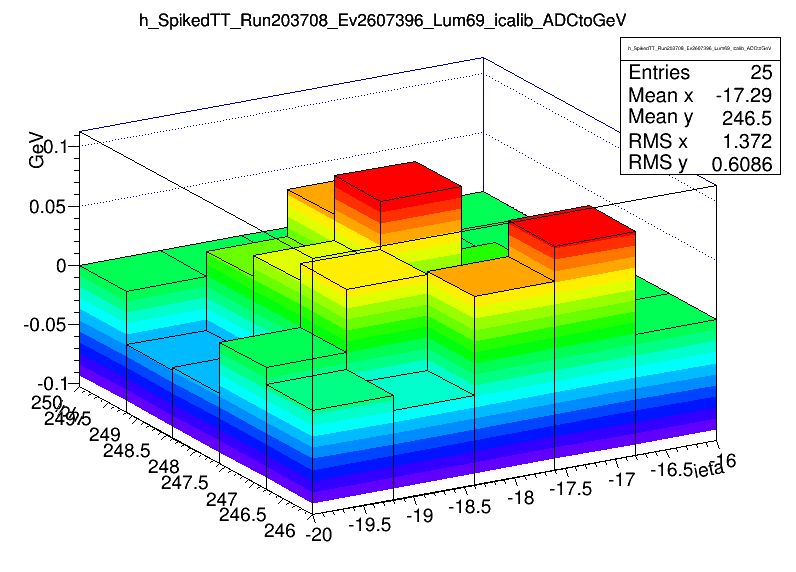 h_SpikedTT_Run203708_Ev2607396_Lum69_icalib_ADCtoGeV
h_SpikedTT_Run203708_Ev2607396_Lum69_icalib_ADCtoGeV
Entries 25
Mean x -17.29
Mean y 246.5
RMS x 1.372
RMS y 0.6086
GeV
0.1
0.05
0
-0.05
-0.1
250
249.5
249
248.5
248
247.5
247
246.5
246
-20
-19.5
-19
-18.5
-18
-17.5
-17
-16.5
-16
ieta